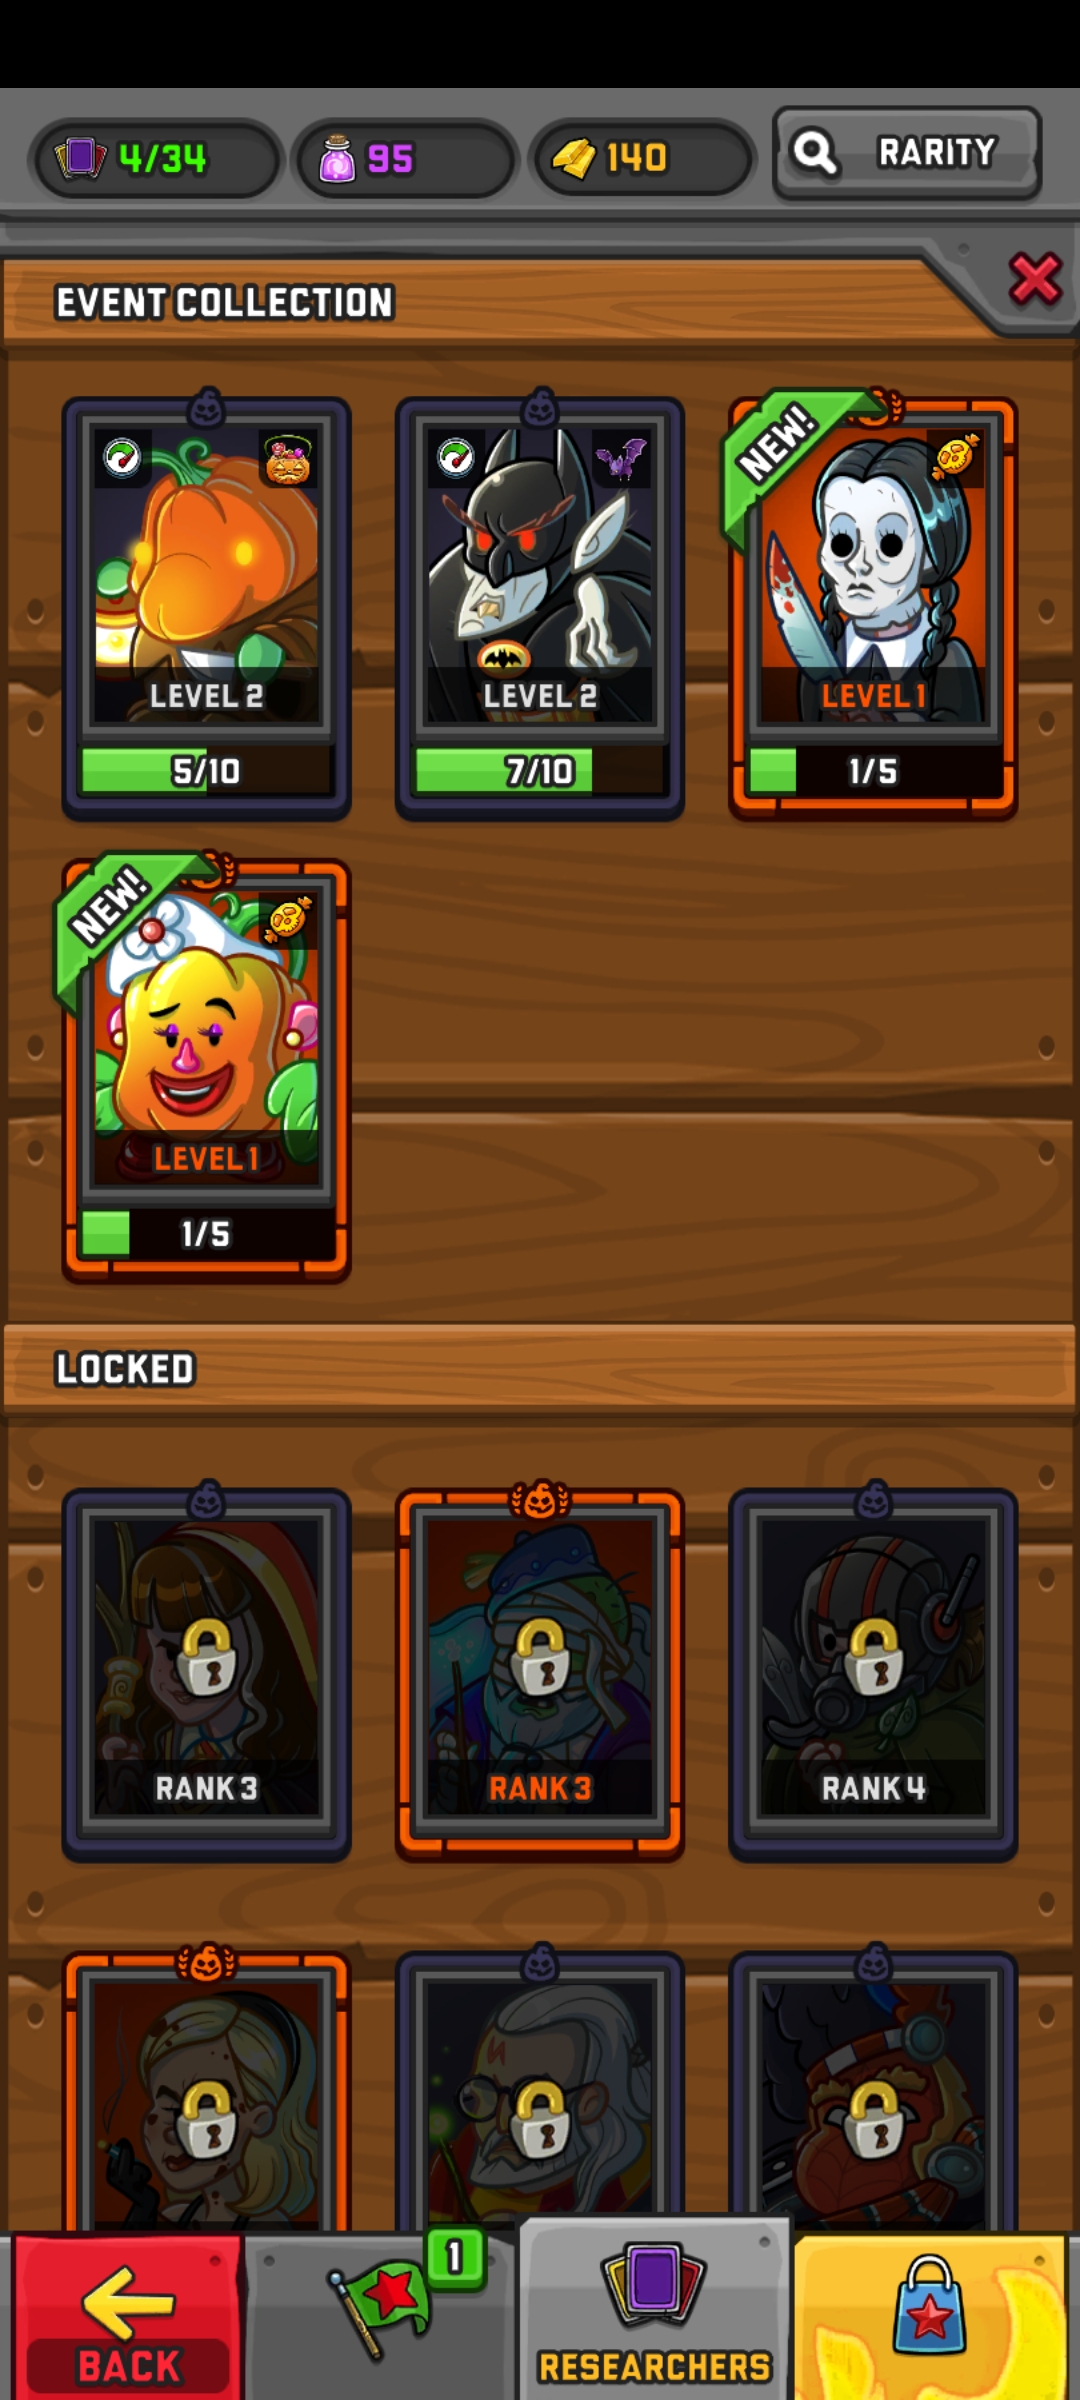 4/34 95 140 RARITY
EVENT COLLECTION
NEW!
LEVEL 2 LEVEL 2 LEVEL 1
5/10 7/10 1/5
NEW!
LEVEL 1
1/5
LOCKED
RANK 3 RANK 3 RANK 4
1
BACK RESEARCHERS